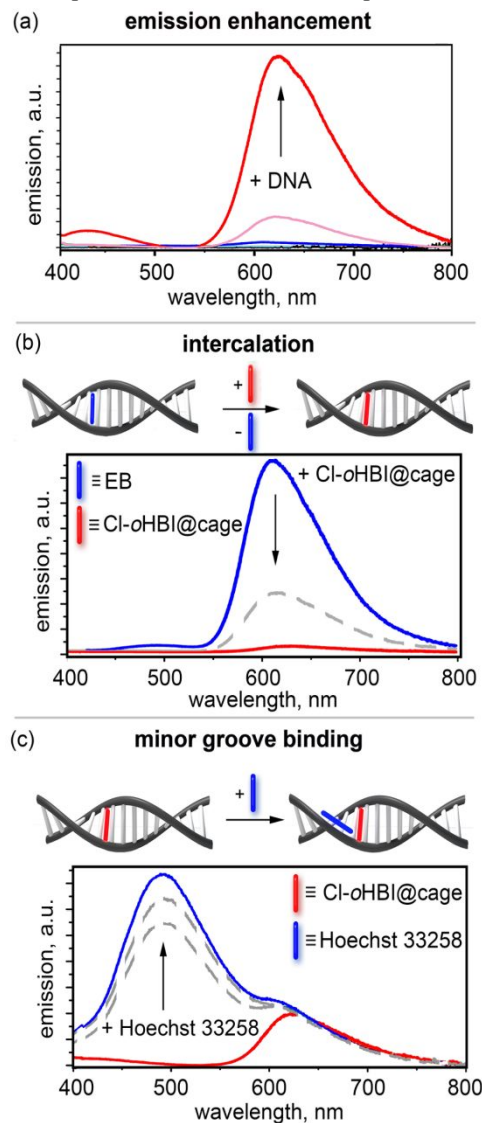 (a) emission enhancement
emission, a.u.
+ DNA
400 500 600 700 800
wavelength, nm
(b) intercalation
+
-
≡ EB
≡ Cl-oHBI@cage
+ Cl-oHBI@cage
emission, a.u.
400 500 600 700 800
wavelength, nm
(c) minor groove binding
+
≡ Cl-oHBI@cage
≡ Hoechst 33258
+ Hoechst 33258
emission, a.u.
400 500 600 700 800
wavelength, nm